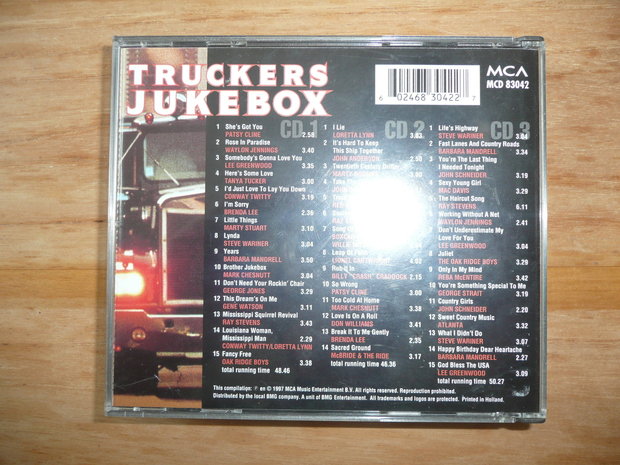 TRUCKERS
JUKEBOX
6 02468 30422 7
MCA
MCD 83042
CD 1
1 She's Got You
PATSY CLINE 2.58
2 Rose in Paradise
WAYLON JENNINGS 3.40
3 Somebody's Gonna Love You
LEE GREENWOOD 3.35
4 Here's Some Love
TANYA TUCKER 3.00
5 I'd Just Love to Lay You Down
CONWAY TWITTY
6 I'm Sorry
BRENDA LEE 2.36
7 Little Things
MARTY STUART 3.10
8 Lynda
STEVE WARINER 3.04
9 Years
BARBARA MANDRELL 3.50
10 Brother Jukebox
MARK CHESNUTT 3.04
11 Don't Need Your Rockin' Chair
GEORGE JONES 3.29
12 This Dream's On Me
GENE WATSON 3.11
13 Mississippi Squirrel Revival
RAY STEVENS 3.31
14 Louisiana Woman,
Mississippi Man 2.29
CONWAY TWITTY/LORETTA LYNN
15 Fancy Free
OAK RIDGE BOYS 3.38
total running time 48.46
CD 2
1 I Lie
LORETTA LYNN
2 It's Hard To Keep
This Ship Together
JOHN ANDERSON
3 Twentieth Century
4
5
6
7 Song
8
LIONEL CARTWRIGHT
9 Rub It In
BILLY "CRASH" CRADDOCK 2.15
10 So Wrong
PATSY CLINE 2.58
11 Too Cold At Home
MARK CHESNUTT
12 Love Is On A Roll
DON WILLIAMS
13 Break It To Me Gently
BRENDA LEE 2.35
14 Sacred Ground
McBRIDE & THE RIDE
total running time 46.35
CD 3
1 Life's Highway
STEVE WARINER 3.04
2 Fast Lanes And Country Roads
BARBARA MANDRELL 3.34
3 You're The Last Thing
I Needed Tonight
JOHN SCHNEIDER 3.19
4 Sexy Young Girl
MAC DAVIS 3.29
5 The Haircut Song
RAY STEVENS
6 Working Without A Net
WAYLON JENNINGS 2.41
7 Don't Underestimate My
Love For You
LEE GREENWOOD 3.09
8 Juliet
THE OAK RIDGE BOYS 3.29
9 Only In My Mind
REBA McENTIRE 3.42
10 You're Something Special To Me
GEORGE STRAIT 3.09
11 Country Girls
JOHN SCHNEIDER 2.20
12 Sweet Country Music
ATLANTA 3.32
13 What I Didn't Do
STEVE WARINER 3.07
14 Happy Birthday Dear Heartache
BARBARA MANDRELL 2.27
15 God Bless The USA
LEE GREENWOOD 3.09
total running time 50.27
This compilation: ℗ en © 1997 MCA Music Entertainment B.V. All rights reserved. Reproduction prohibited.
Distributed by the local BMG company. A unit of BMG Entertainment. All trademarks and logos are protected. Printed in Holland.